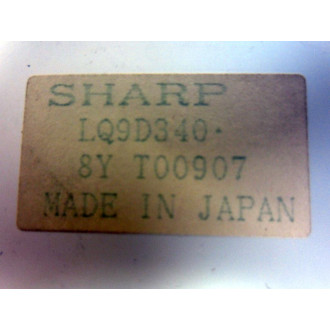 SHARP
LQ9D340.
8Y T00907
MADE IN JAPAN